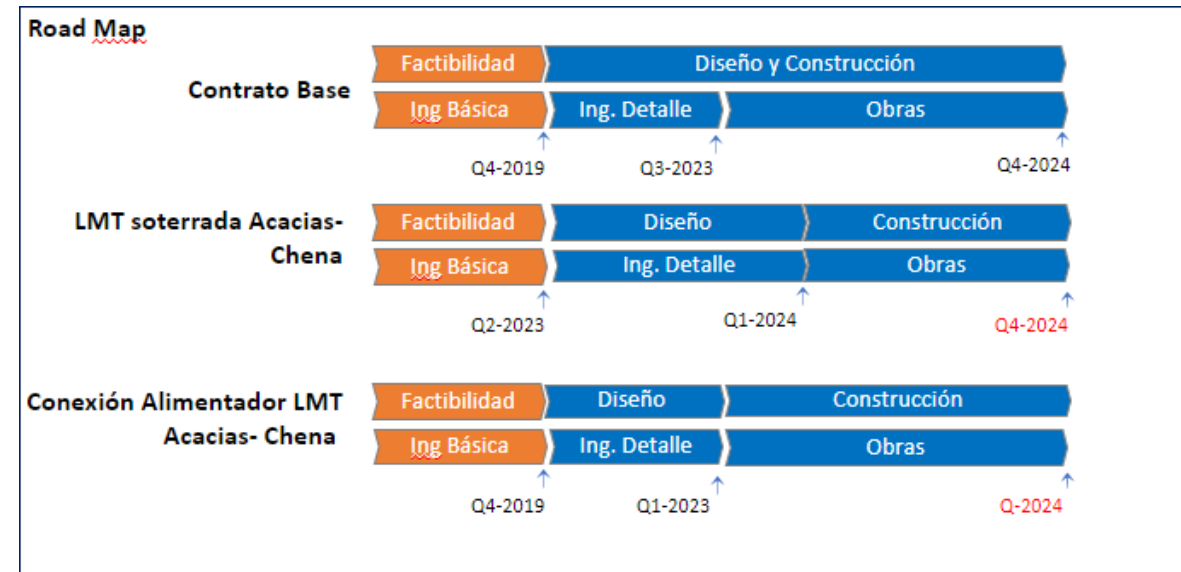 Road Map
Factibilidad
Diseño y Construcción
Contrato Base
Ing Básica
Ing. Detalle
Obras
Q4-2019
Q3-2023
Q4-2024
LMT soterrada Acacias-
Chena
Factibilidad
Diseño
Construcción
Ing Básica
Ing. Detalle
Obras
Q2-2023
Q1-2024
Q4-2024
Conexión Alimentador LMT
Acacias- Chena
Factibilidad
Diseño
Construcción
Ing Básica
Ing. Detalle
Obras
Q4-2019
Q1-2023
Q-2024